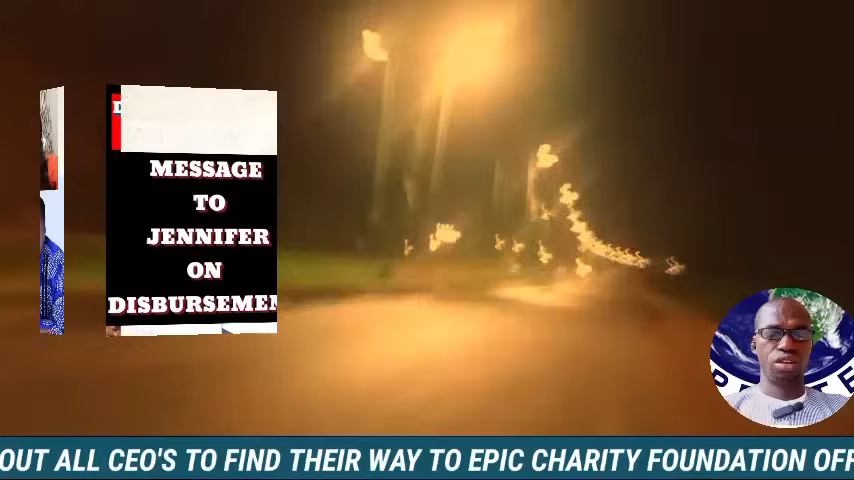 MESSAGE
TO
JENNIFER
ON
DISBURSEMEN
OUT ALL CEO'S TO FIND THEIR WAY TO EPIC CHARITY FOUNDATION OFF